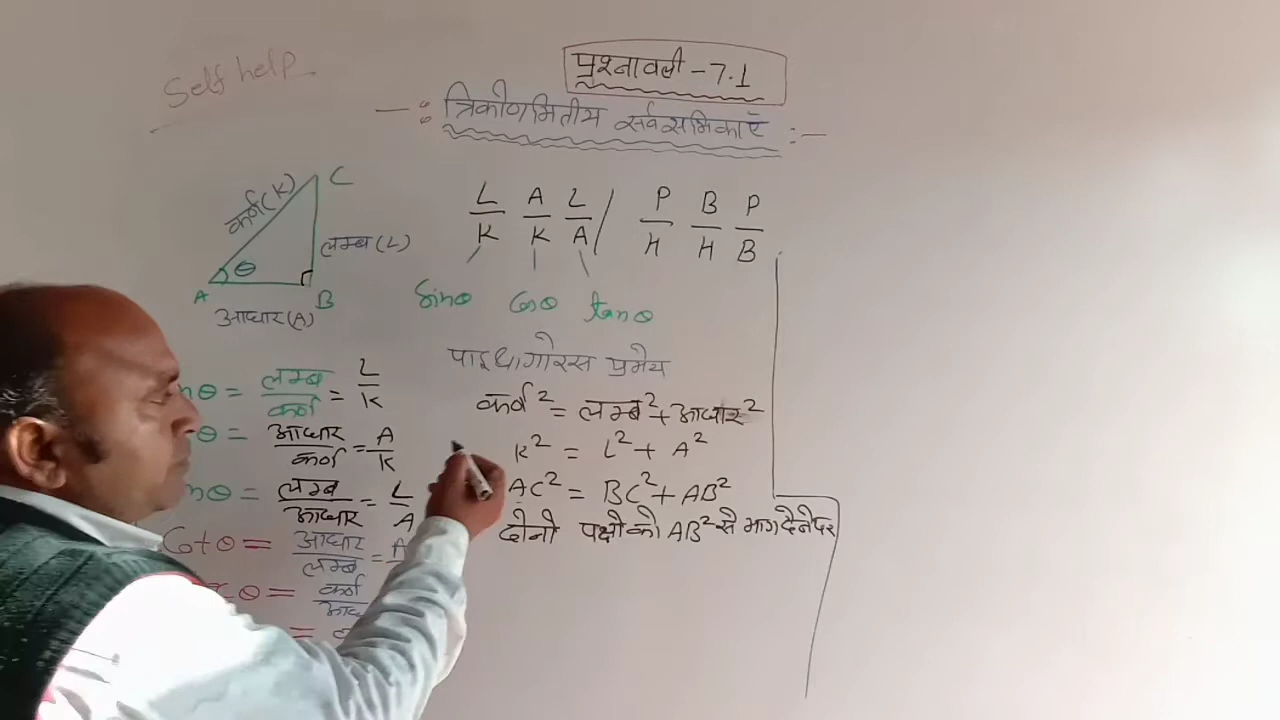 Self help
प्रश्नावली - 7.1
—: त्रिकोणमितीय सर्वसमिकाएँ :—
C
कर्ण(K)
लम्ब(L)
θ
A
B
आधार(A)
L/K A/K L/A / P/H B/H P/B
Sinθ Cosθ tanθ
पाइथागोरस प्रमेय
कर्ण² = लम्ब² + आधार²
K² = L² + A²
AC² = BC² + AB²
दोनो पक्षो को AB² से भाग देने पर
θ = लम्ब/कर्ण = L/K
θ = आधार/कर्ण = A/K
θ = लम्ब/आधार = L/A
Cotθ = आधार/लम्ब = A
θ = कर्ण
=